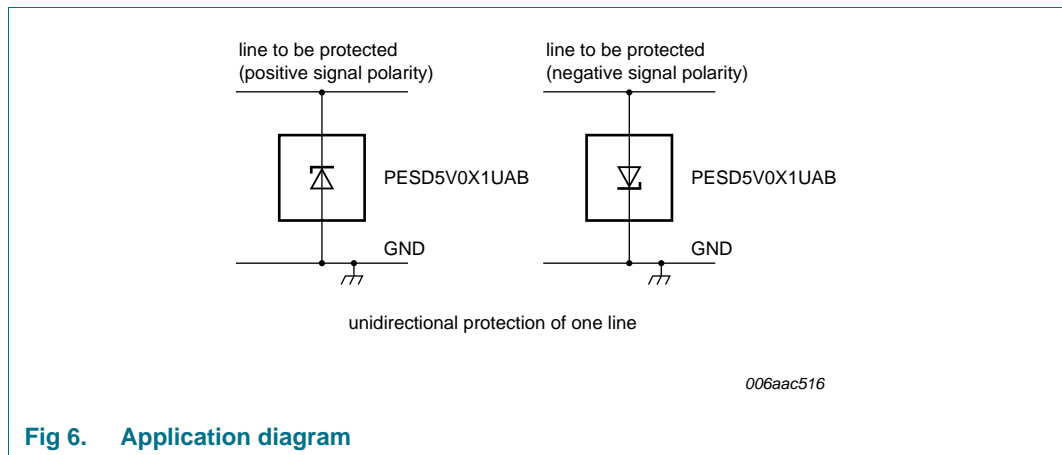 line to be protected
(positive signal polarity)
PESD5V0X1UAB
GND
line to be protected
(negative signal polarity)
PESD5V0X1UAB
GND
unidirectional protection of one line
006aac516
Fig 6. Application diagram